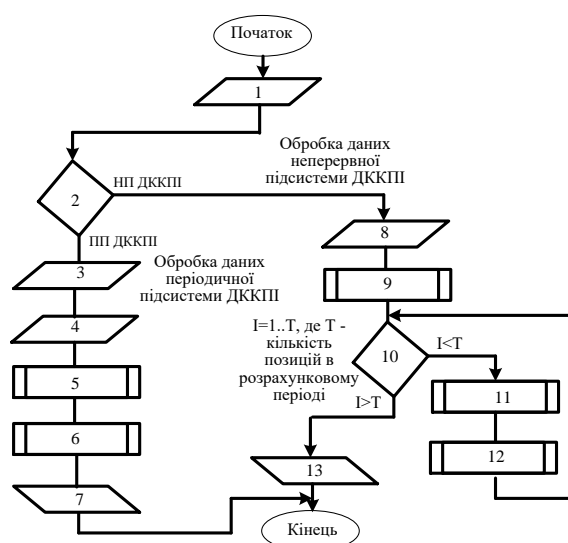 Початок
1
Обробка даних
неперервної
підсистеми ДККПІ
НП ДККПІ
2
ПП ДККПІ
8
Обробка даних
періодичної
підсистеми ДККПІ
3
9
4
I=1..T, де T -
кількість
позицій в
розрахунковому
періоді
10
I<T
5
11
I>T
6
12
13
7
Кінець